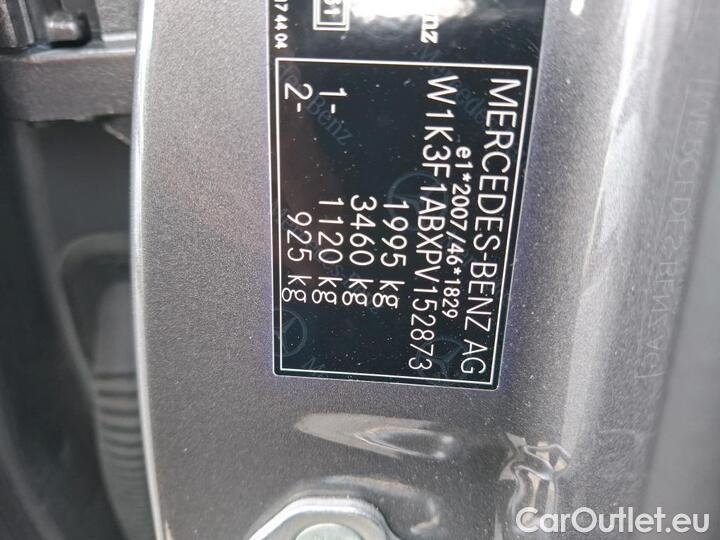 MERCEDES-BENZ AG
e1*2007/46*1829
W1K3F1ABXPV152873
1995 kg
3460 kg
1- 1120 kg
2- 925 kg
CarOutlet.eu